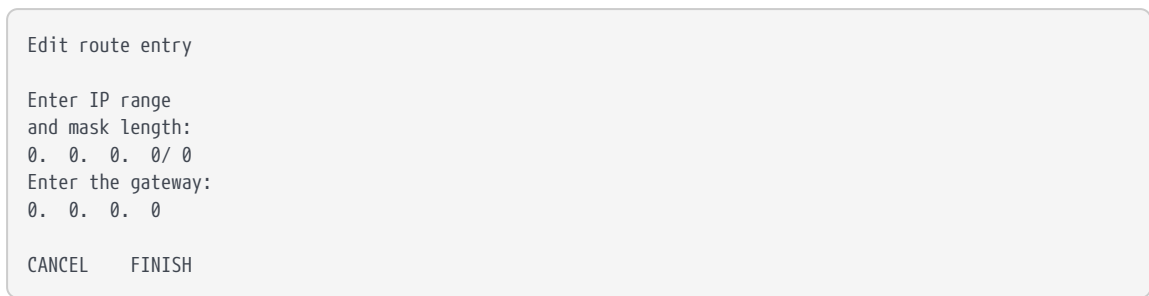 Edit route entry
Enter IP range
and mask length:
0.  0.  0.  0/ 0
Enter the gateway:
0.  0.  0. 0
CANCEL    FINISH